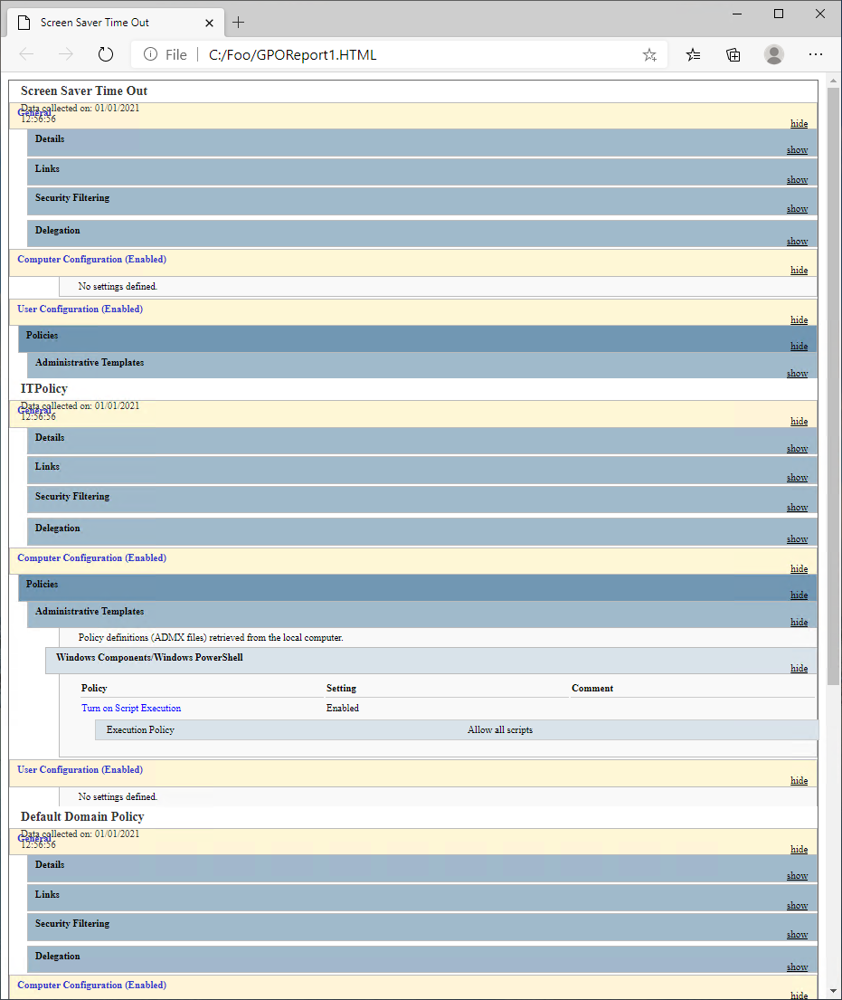 Screen Saver Time Out
File C:/Foo/GPOReport1.HTML
Screen Saver Time Out
Data collected on: 01/01/2021
General
12:56:56
hide
Details
show
Links
show
Security Filtering
show
Delegation
show
Computer Configuration (Enabled)
hide
No settings defined.
User Configuration (Enabled)
hide
Policies
hide
Administrative Templates
show
ITPolicy
Data collected on: 01/01/2021
General
12:56:56
hide
Details
show
Links
show
Security Filtering
show
Delegation
show
Computer Configuration (Enabled)
hide
Policies
hide
Administrative Templates
hide
Policy definitions (ADMX files) retrieved from the local computer.
Windows Components/Windows PowerShell
hide
Policy Setting Comment
Turn on Script Execution Enabled
Execution Policy Allow all scripts
User Configuration (Enabled)
hide
No settings defined.
Default Domain Policy
Data collected on: 01/01/2021
General
12:56:56
hide
Details
show
Links
show
Security Filtering
show
Delegation
show
Computer Configuration (Enabled)
hide